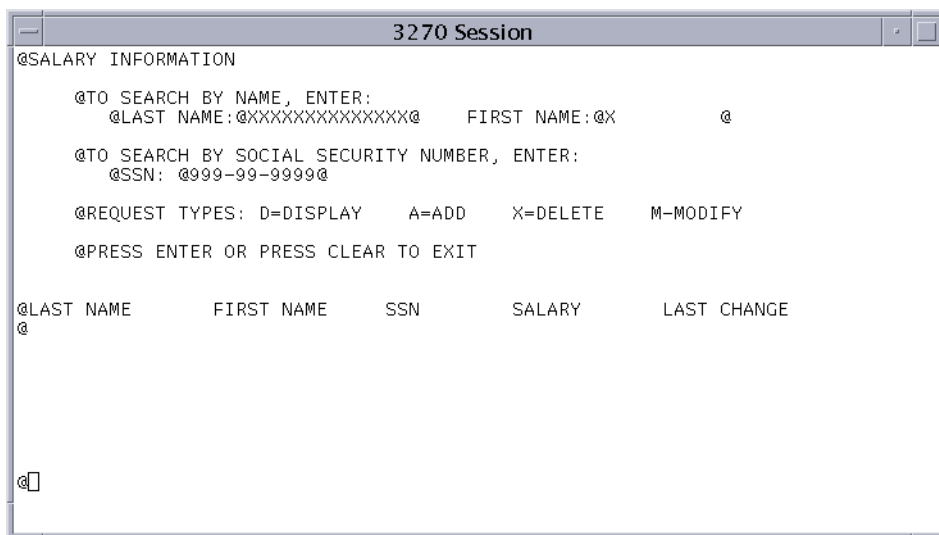 3270 Session
@SALARY INFORMATION
@TO SEARCH BY NAME, ENTER:
@LAST NAME:@XXXXXXXXXXXXXX@ FIRST NAME:@X @
@TO SEARCH BY SOCIAL SECURITY NUMBER, ENTER:
@SSN: @999-99-9999@
@REQUEST TYPES: D=DISPLAY A=ADD X=DELETE M-MODIFY
@PRESS ENTER OR PRESS CLEAR TO EXIT
@LAST NAME FIRST NAME SSN SALARY LAST CHANGE
@
@